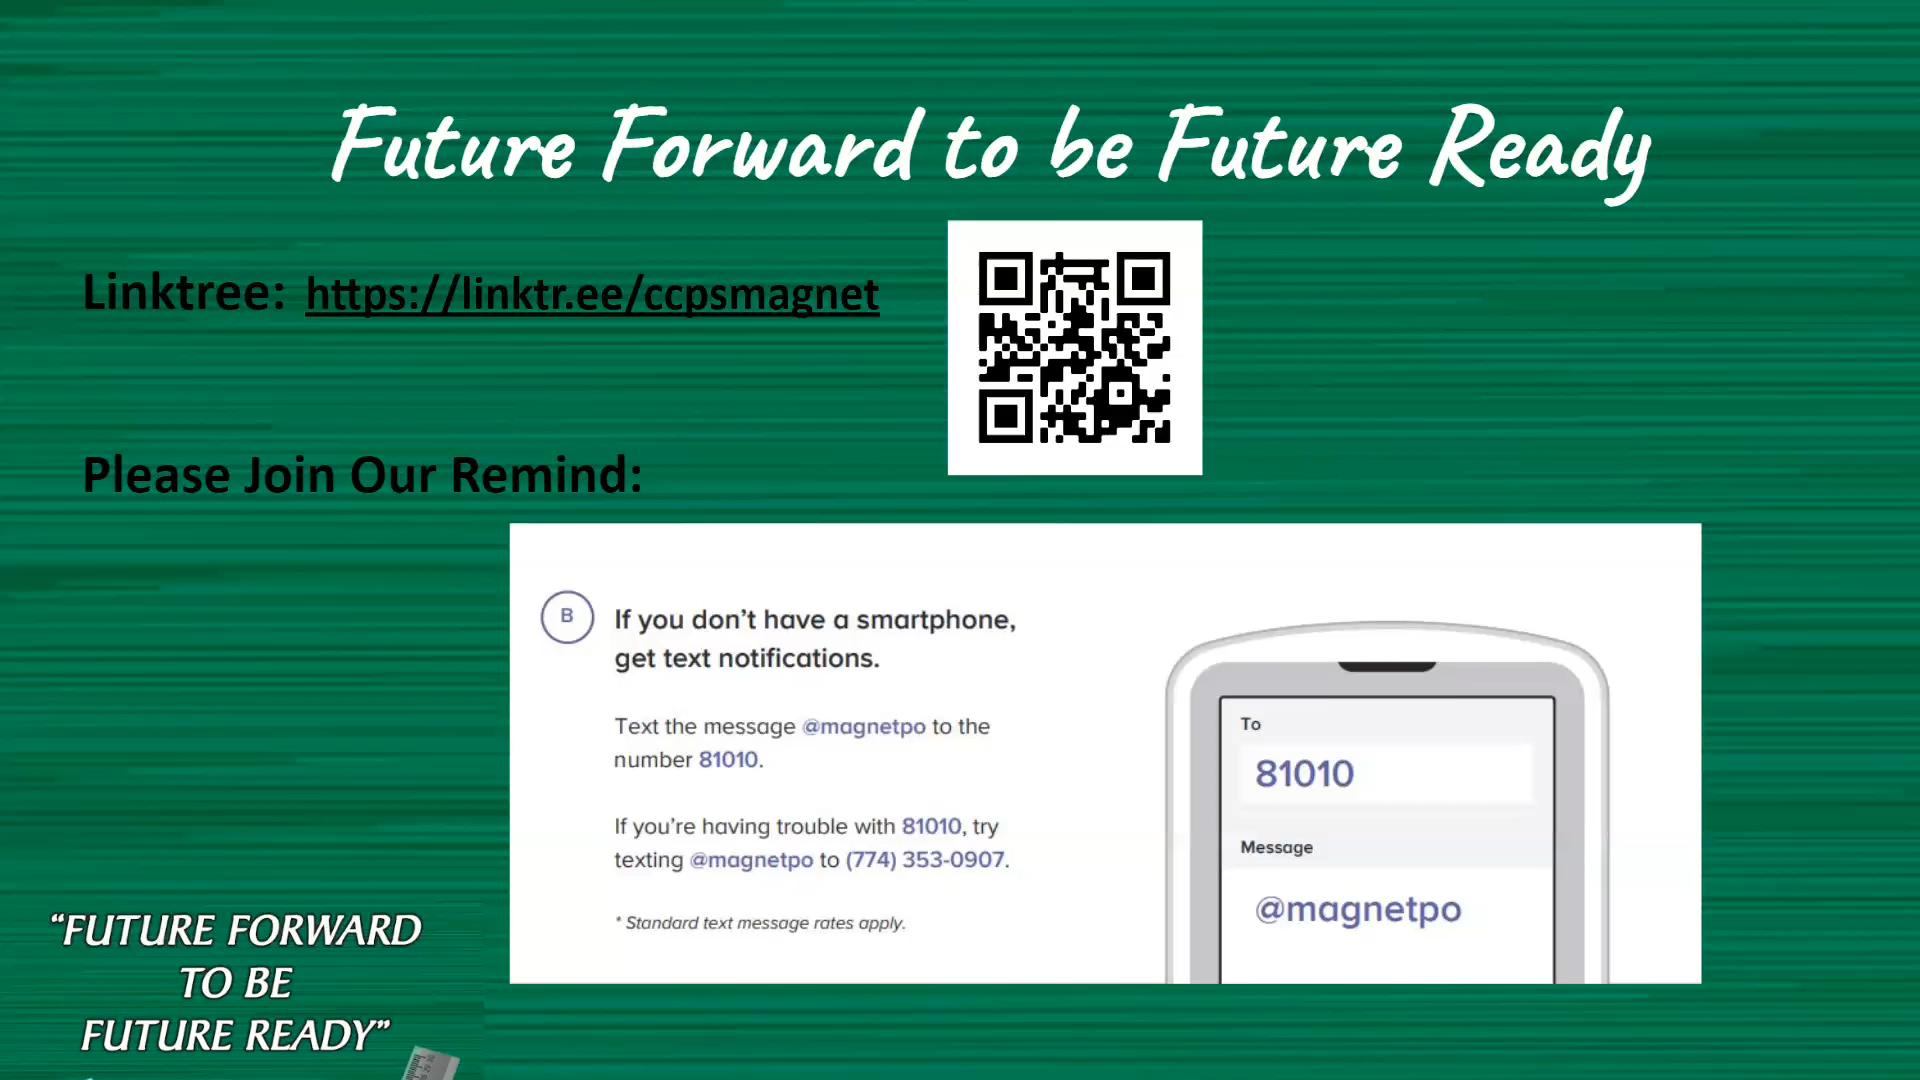 Future Forward to be Future Ready
Linktree: https://linktr.ee/ccpsmagnet
Please Join Our Remind:
B
If you don't have a smartphone,
get text notifications.
Text the message @magnetpo to the
number 81010.
If you're having trouble with 81010, try
texting @magnetpo to (774) 353-0907.
* Standard text message rates apply.
To
81010
Message
@magnetpo
“FUTURE FORWARD
TO BE
FUTURE READY”